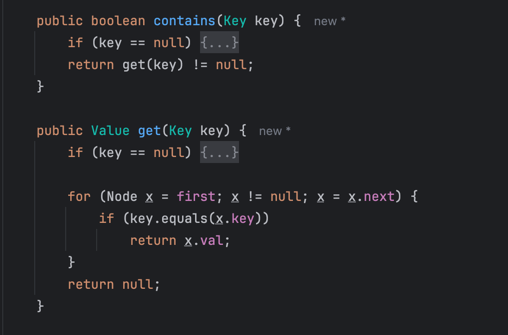 public boolean contains(Key key) { new *
if (key == null) {...}
return get(key) != null;
}
public Value get(Key key) { new *
if (key == null) {...}
for (Node x = first; x != null; x = x.next) {
if (key.equals(x.key))
return x.val;
}
return null;
}